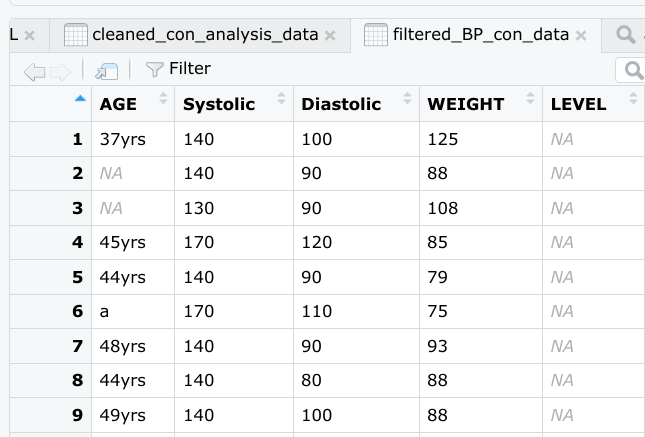 L cleaned_con_analysis_data filtered_BP_con_data
Filter
AGE Systolic Diastolic WEIGHT LEVEL
1 37yrs 140 100 125 NA
2 NA 140 90 88 NA
3 NA 130 90 108 NA
4 45yrs 170 120 85 NA
5 44yrs 140 90 79 NA
6 a 170 110 75 NA
7 48yrs 140 90 93 NA
8 44yrs 140 80 88 NA
9 49yrs 140 100 88 NA